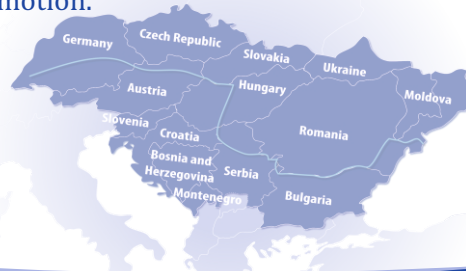 motion.
Germany
Czech Republic
Slovakia
Ukraine
Moldova
Austria
Hungary
Slovenia
Croatia
Romania
Bosnia and
Herzegovina
Serbia
Montenegro
Bulgaria